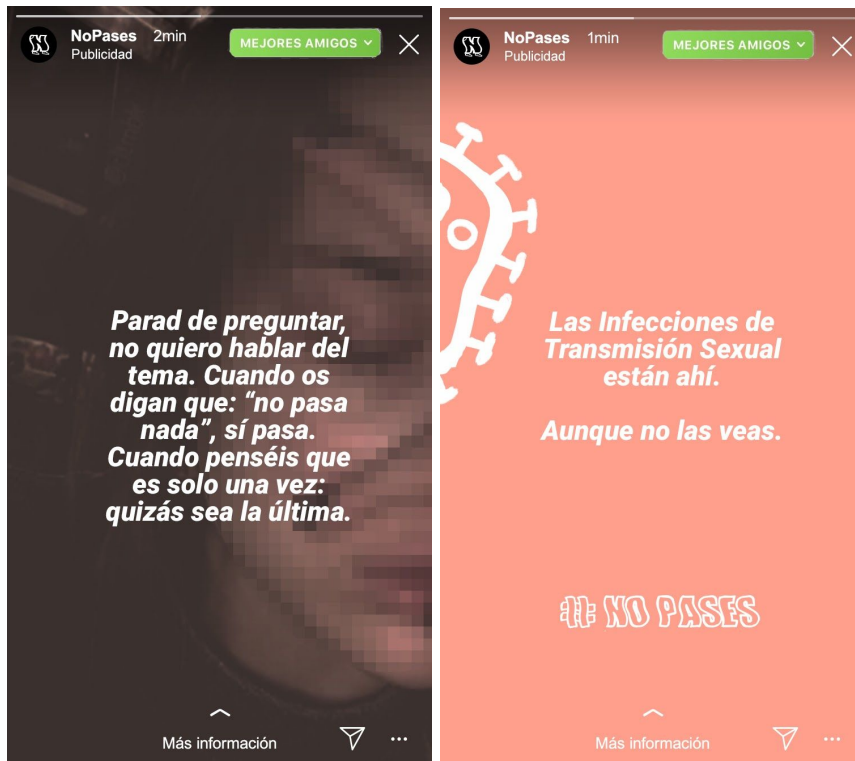 NoPases 2min
Publicidad
MEJORES AMIGOS
Parad de preguntar,
no quiero hablar del
tema. Cuando os
digan que: “no pasa
nada”, sí pasa.
Cuando penséis que
es solo una vez:
quizás sea la última.
Más información
NoPases 1min
Publicidad
MEJORES AMIGOS
Las Infecciones de
Transmisión Sexual
están ahí.
Aunque no las veas.
# NO PASES
Más información